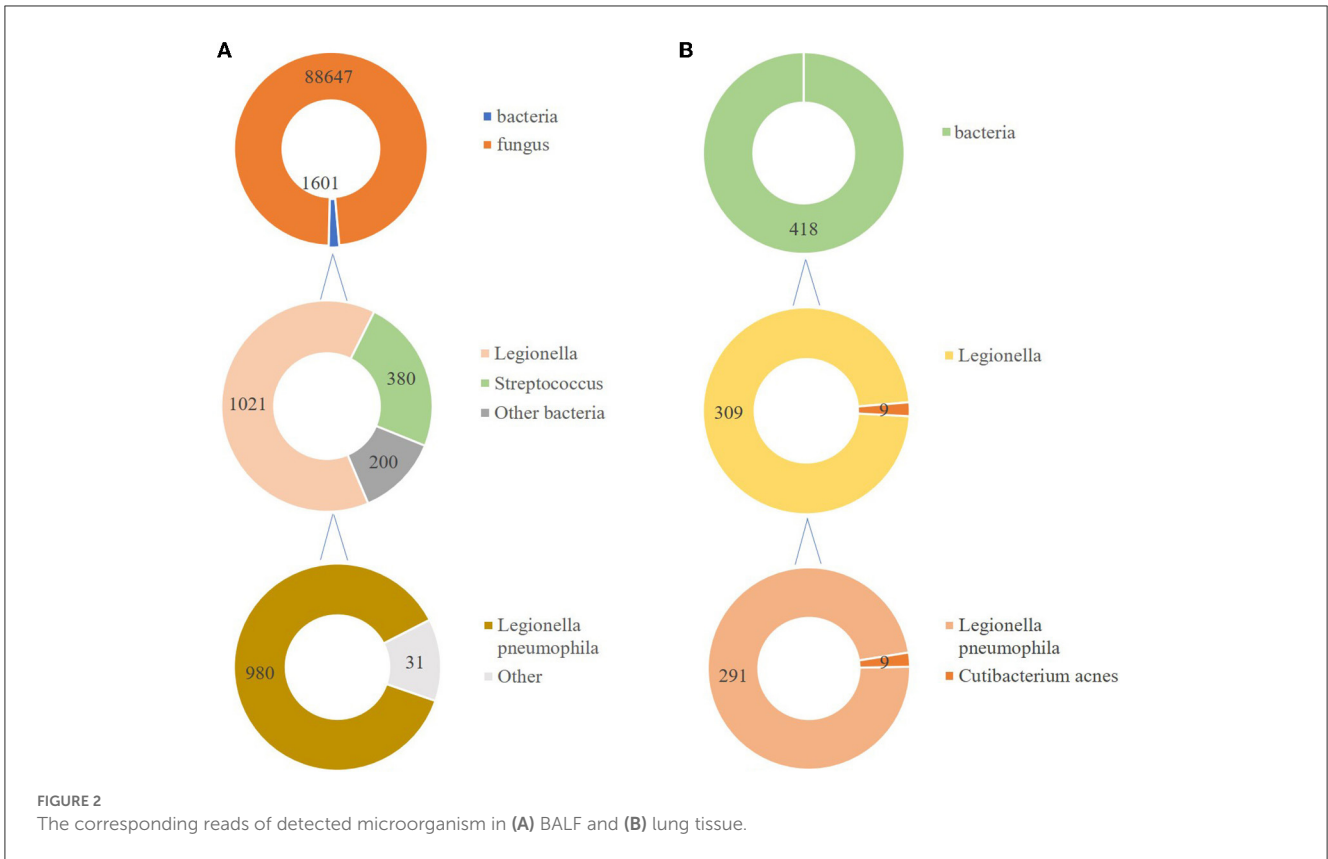 A
88647
1601
bacteria
fungus
1021
380
200
Legionella
Streptococcus
Other bacteria
980
31
Legionella
pneumophila
Other
B
418
bacteria
309
9
Legionella
291
9
Legionella
pneumophila
Cutibacterium acnes
FIGURE 2
The corresponding reads of detected microorganism in (A) BALF and (B) lung tissue.